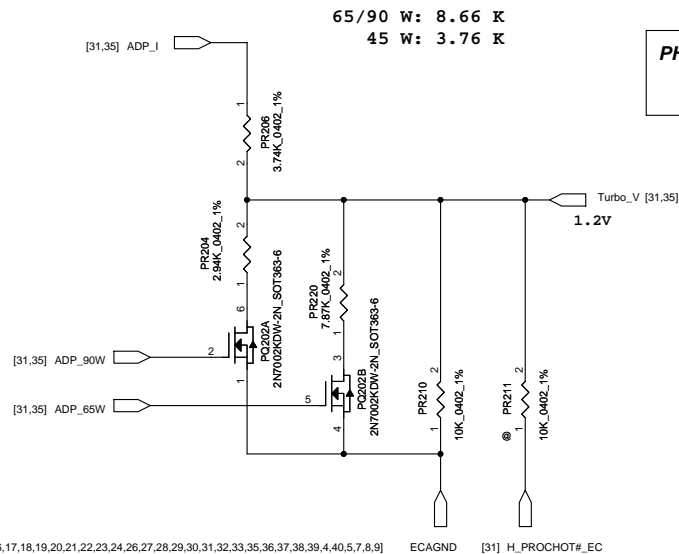 65/90 W: 8.66 K
45 W: 3.76 K
PH
[31,35] ADP_I
1
PR206
3.74K_0402_1%
2
Turbo_V [31,35]
1.2V
2
PR204
2.94K_0402_1%
1
2
PR220
7.87K_0402_1%
1
6
PQ202A
2N7002KDW-2N_SOT363-6
[31,35] ADP_90W
2
1
3
PQ202B
2N7002KDW-2N_SOT363-6
[31,35] ADP_65W
5
4
2
PR210
10K_0402_1%
1
2
PR211
10K_0402_1%
@
1
6,17,18,19,20,21,22,23,24,26,27,28,29,30,31,32,33,35,36,37,38,39,4,40,5,7,8,9]
ECAGND
[31] H_PROCHOT#_EC